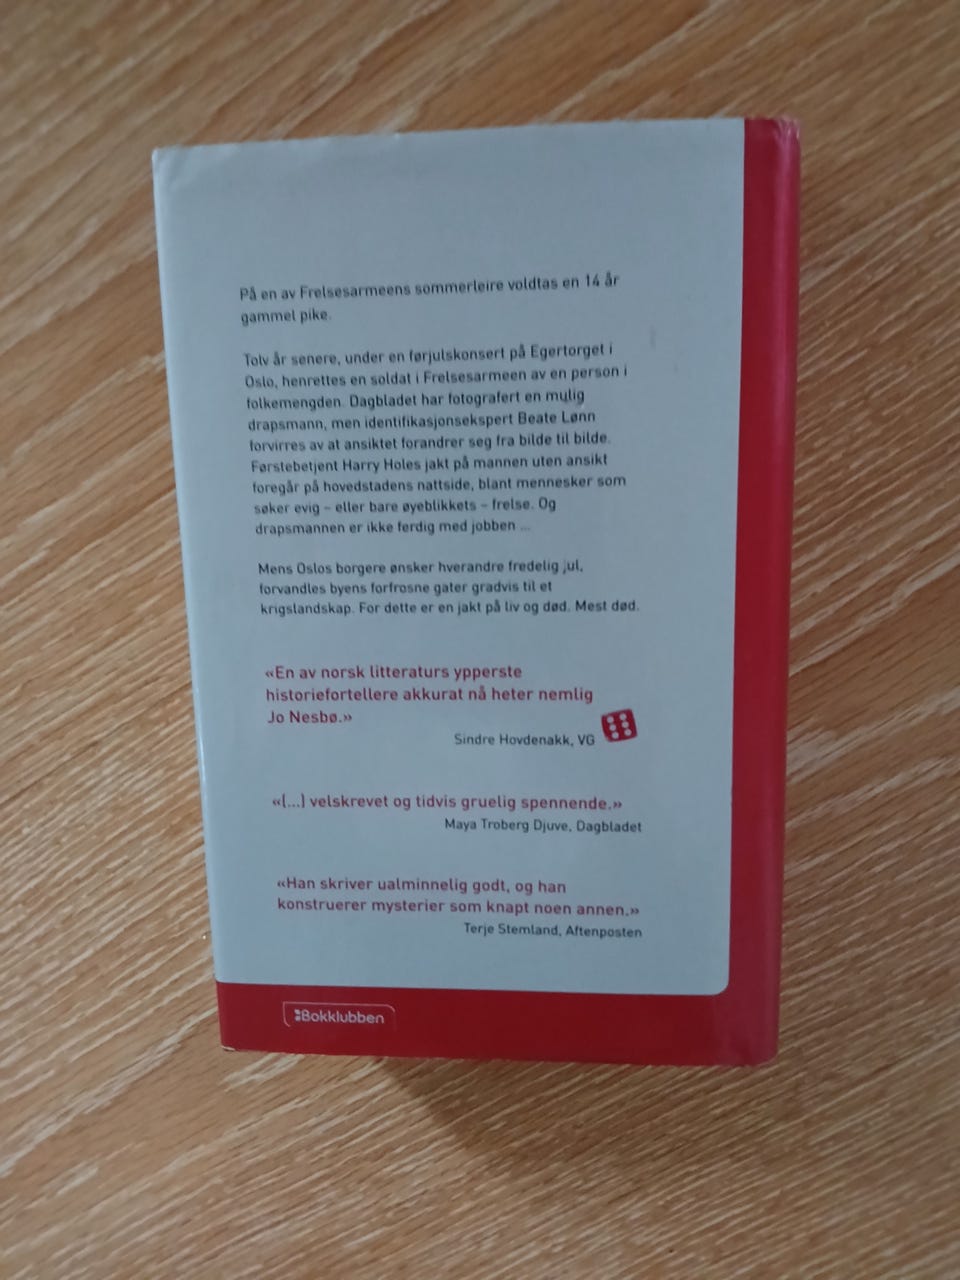 På en av Frelsesarmeens sommerleire voldtas en 14 år
gammel pike.
Tolv år senere, under en førjulskonsert på Egertorget i
Oslo, henrettes en soldat i Frelsesarmeen av en person i
folkemengden. Dagbladet har fotografert en mulig
drapsmann, men identifikasjonsekspert Beate Lønn
forvirres av at ansiktet forandrer seg fra bilde til bilde.
Førstebetjent Harry Holes jakt på mannen uten ansikt
foregår på hovedstadens nattside, blant mennesker som
søker evig – eller bare øyeblikkets – frelse. Og
drapsmannen er ikke ferdig med jobben ...
Mens Oslos borgere ønsker hverandre fredelig jul,
forvandles byens forfrosne gater gradvis til et
krigslandskap. For dette er en jakt på liv og død. Mest død.
«En av norsk litteraturs ypperste
historiefortellere akkurat nå heter nemlig
Jo Nesbø.»
Sindre Hovdenakk, VG
«[...] velskrevet og tidvis gruelig spennende.»
Maya Troberg Djuve, Dagbladet
«Han skriver ualminnelig godt, og han
konstruerer mysterier som knapt noen annen.»
Terje Stemland, Aftenposten
Bokklubben